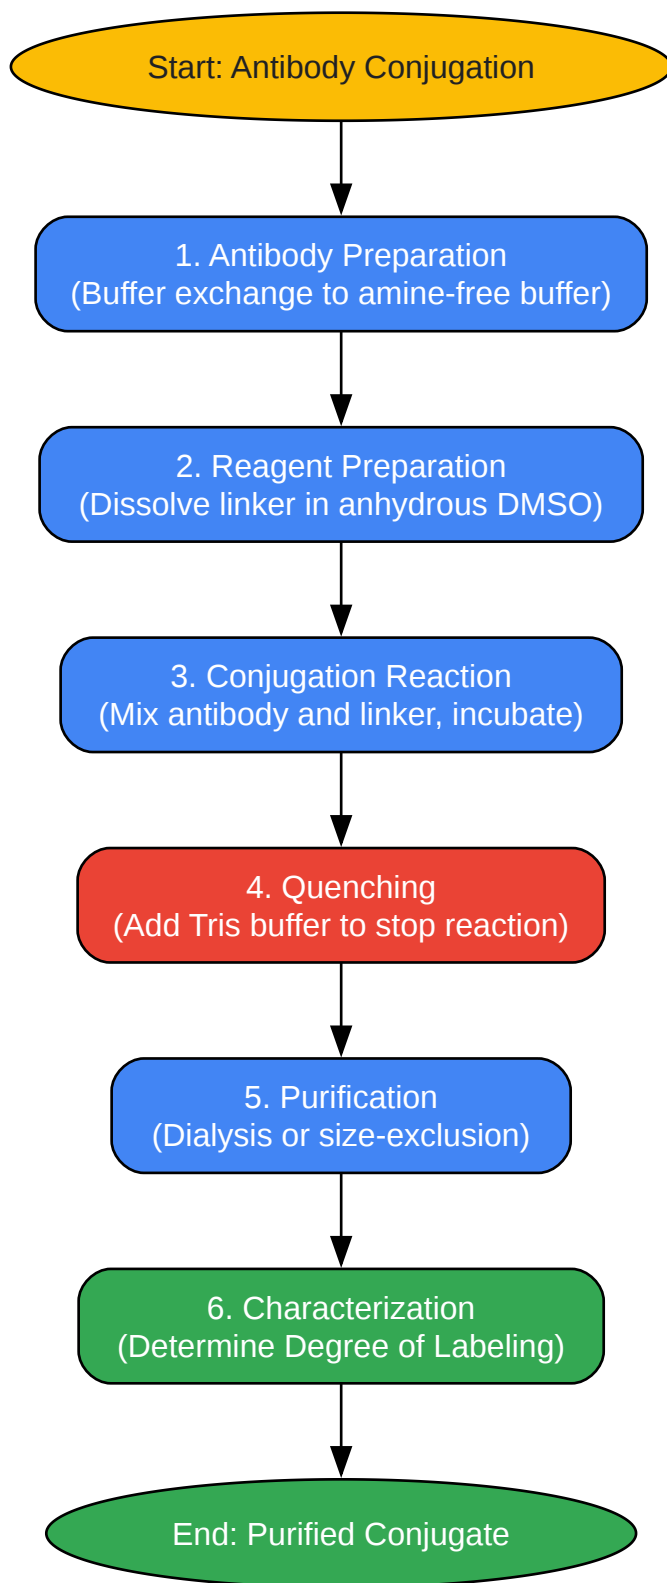 Start: Antibody Conjugation
1. Antibody Preparation
(Buffer exchange to amine-free buffer)
2. Reagent Preparation
(Dissolve linker in anhydrous DMSO)
3. Conjugation Reaction
(Mix antibody and linker, incubate)
4. Quenching
(Add Tris buffer to stop reaction)
5. Purification
(Dialysis or size-exclusion)
6. Characterization
(Determine Degree of Labeling)
End: Purified Conjugate